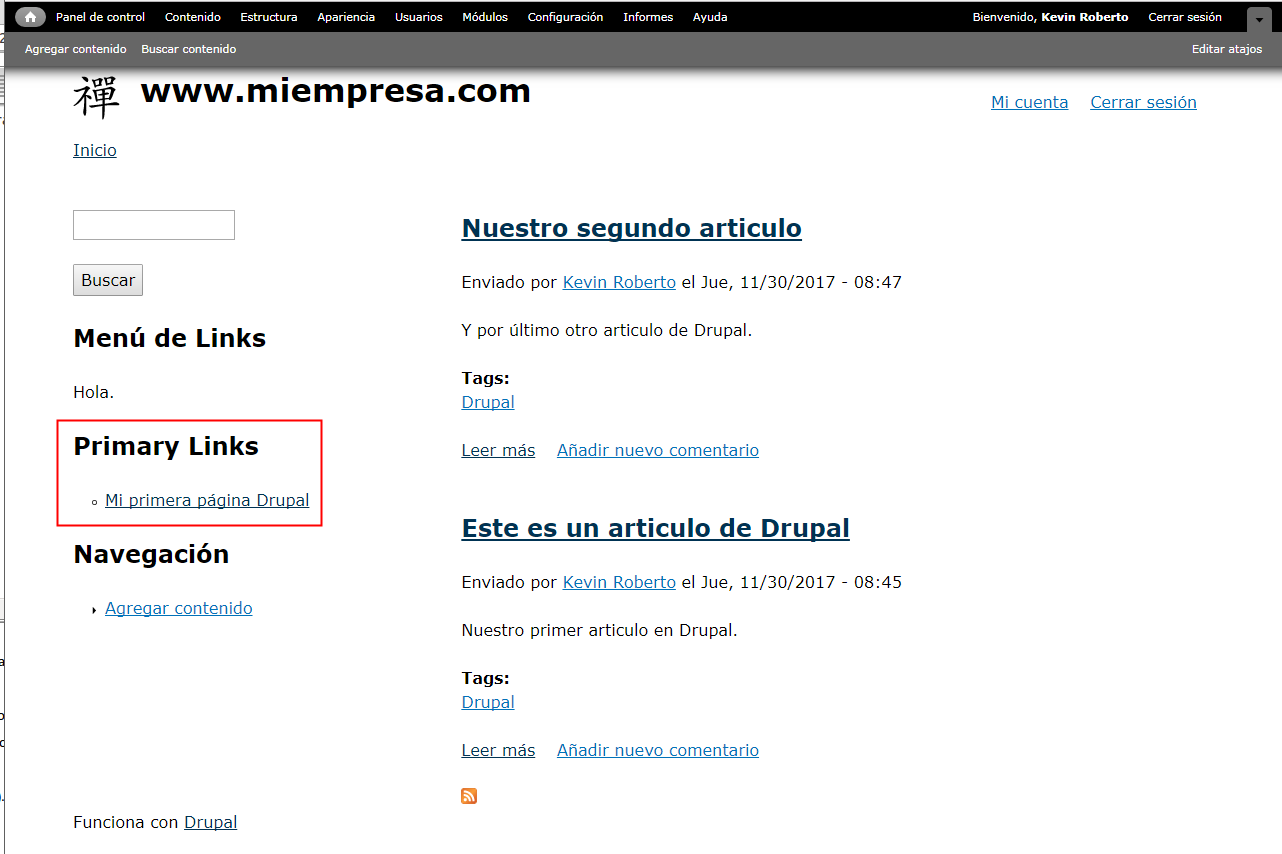 Panel de control Contenido Estructura Apariencia Usuarios Módulos Configuración Informes Ayuda Bienvenido, Kevin Roberto Cerrar sesión
Agregar contenido Buscar contenido Editar atajos
禪 www.miempresa.com
Mi cuenta Cerrar sesión
Inicio
Buscar
Menú de Links
Hola.
Primary Links
Mi primera página Drupal
Navegación
Agregar contenido
Nuestro segundo articulo
Enviado por Kevin Roberto el Jue, 11/30/2017 - 08:47
Y por último otro articulo de Drupal.
Tags:
Drupal
Leer más Añadir nuevo comentario
Este es un articulo de Drupal
Enviado por Kevin Roberto el Jue, 11/30/2017 - 08:45
Nuestro primer articulo en Drupal.
Tags:
Drupal
Leer más Añadir nuevo comentario
Funciona con Drupal